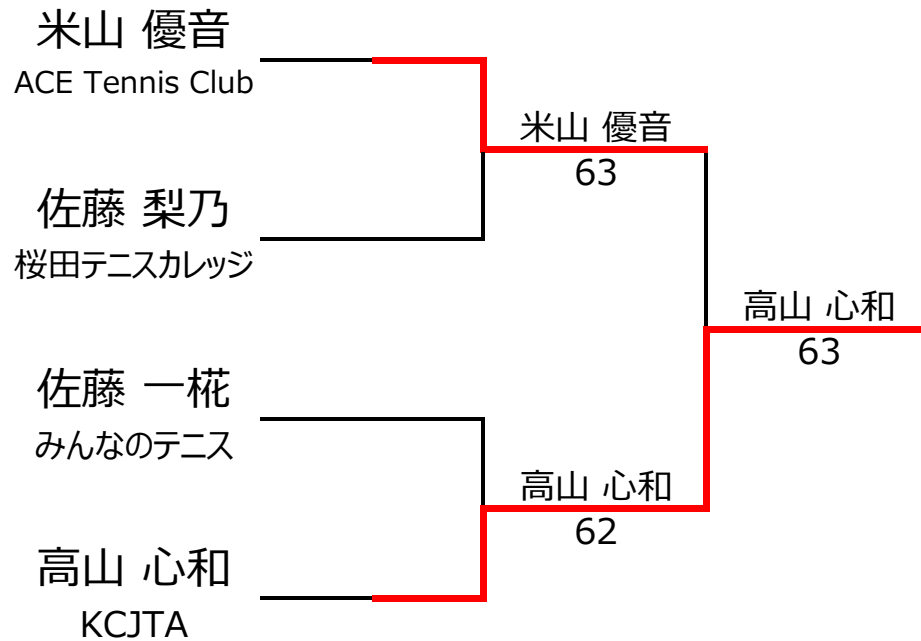 米山 優音
ACE Tennis Club
米山 優音
63
佐藤 梨乃
桜田テニスカレッジ
高山 心和
63
佐藤 一椛
みんなのテニス
高山 心和
62
高山 心和
KCJTA